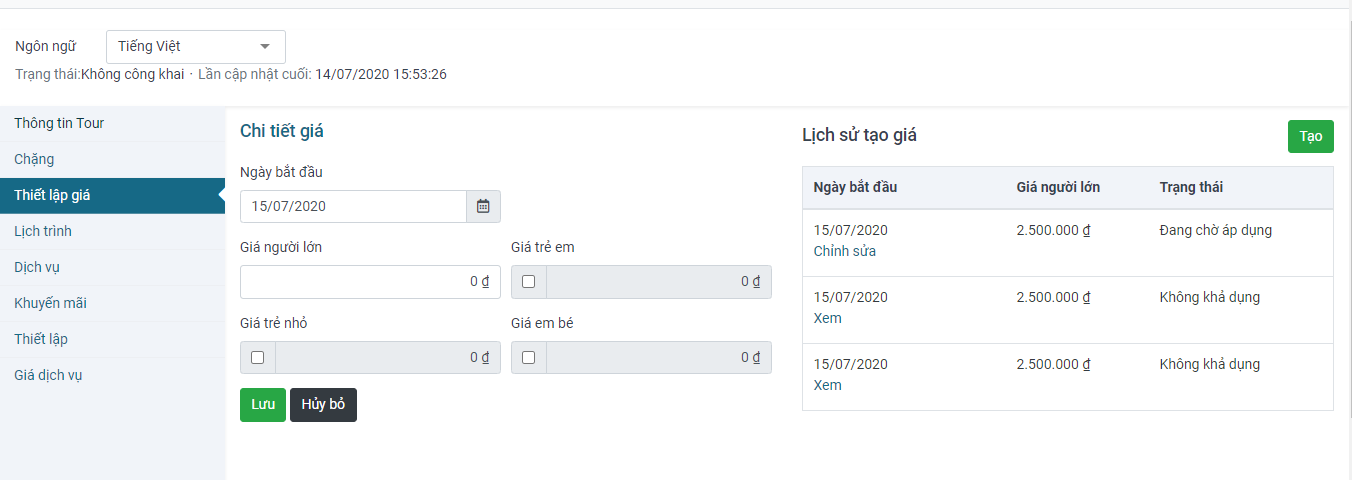 Ngôn ngữ
Tiếng Việt
Trạng thái:Không công khai · Lần cập nhật cuối: 14/07/2020 15:53:26
Thông tin Tour
Chặng
Thiết lập giá
Lịch trình
Dịch vụ
Khuyến mãi
Thiết lập
Giá dịch vụ
Chi tiết giá
Ngày bắt đầu
15/07/2020
Giá người lớn
0 ₫
Giá trẻ em
0 ₫
Giá trẻ nhỏ
0 ₫
Giá em bé
0 ₫
Lưu
Hủy bỏ
Lịch sử tạo giá
Tạo
Ngày bắt đầu Giá người lớn Trạng thái
15/07/2020 2.500.000 ₫ Đang chờ áp dụng
Chỉnh sửa
15/07/2020 2.500.000 ₫ Không khả dụng
Xem
15/07/2020 2.500.000 ₫ Không khả dụng
Xem